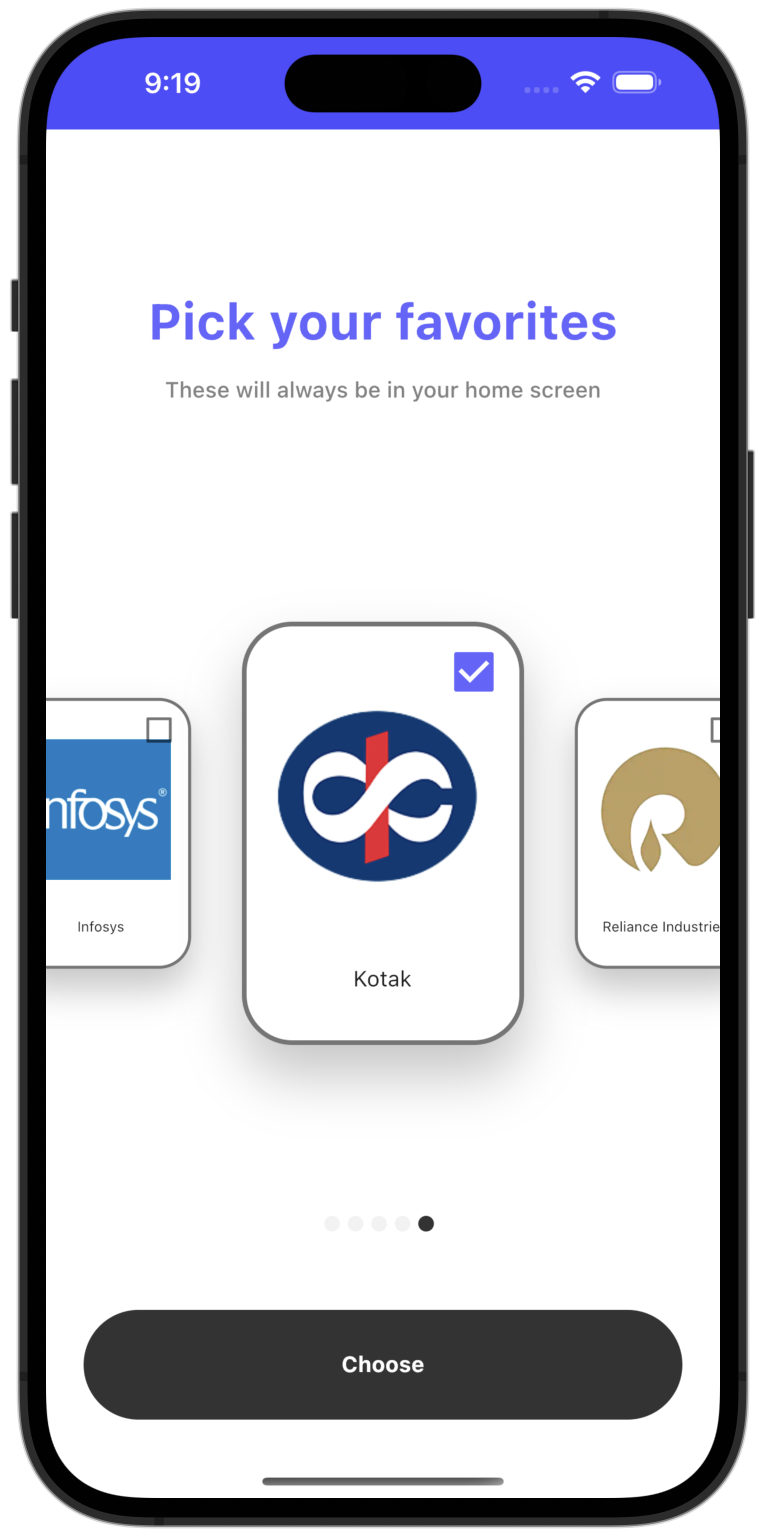 9:19
Pick your favorites
These will always be in your home screen
nfosys®
Infosys
Kotak
Reliance Industrie
Choose